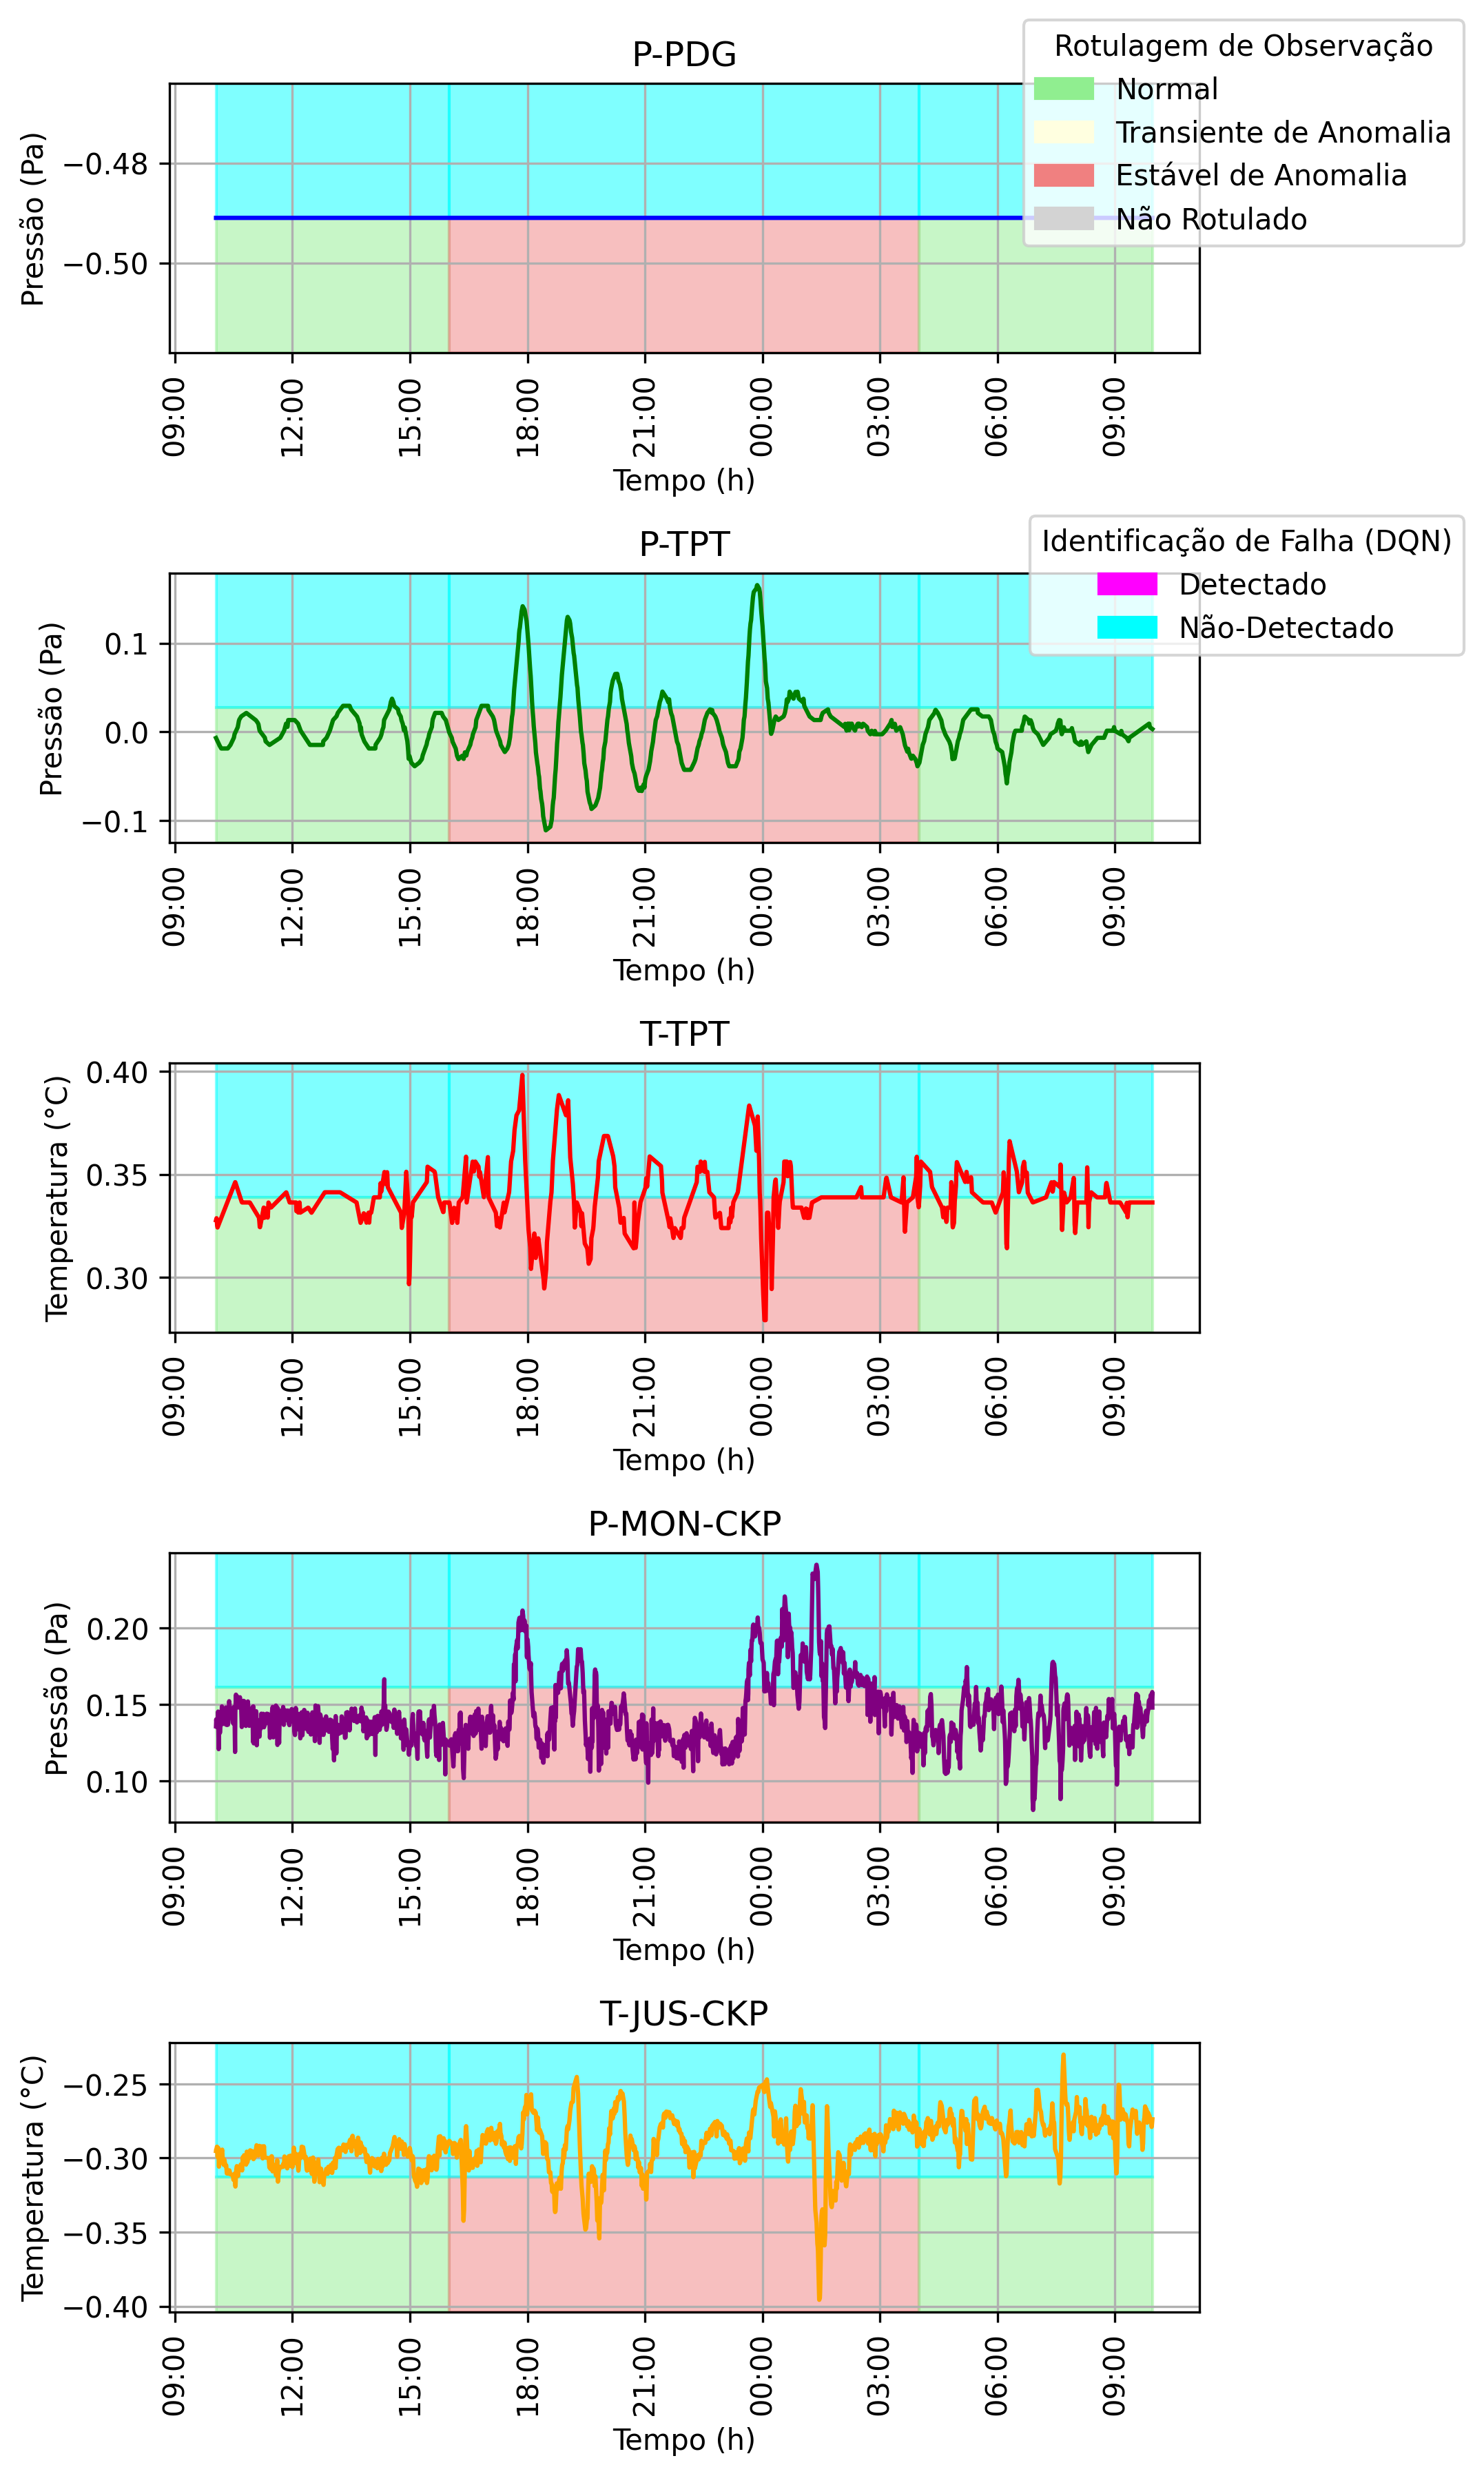 P-PDG
Rotulagem de Observação
Normal
Transiente de Anomalia
Estável de Anomalia
Não Rotulado
Pressão (Pa)
−0.48
−0.50
09:00 12:00 15:00 18:00 21:00 00:00 03:00 06:00 09:00
Tempo (h)
P-TPT
Identificação de Falha (DQN)
Detectado
Não-Detectado
Pressão (Pa)
0.1
0.0
−0.1
09:00 12:00 15:00 18:00 21:00 00:00 03:00 06:00 09:00
Tempo (h)
T-TPT
Temperatura (°C)
0.40
0.35
0.30
09:00 12:00 15:00 18:00 21:00 00:00 03:00 06:00 09:00
Tempo (h)
P-MON-CKP
Pressão (Pa)
0.20
0.15
0.10
09:00 12:00 15:00 18:00 21:00 00:00 03:00 06:00 09:00
Tempo (h)
T-JUS-CKP
Temperatura (°C)
−0.25
−0.30
−0.35
−0.40
09:00 12:00 15:00 18:00 21:00 00:00 03:00 06:00 09:00
Tempo (h)